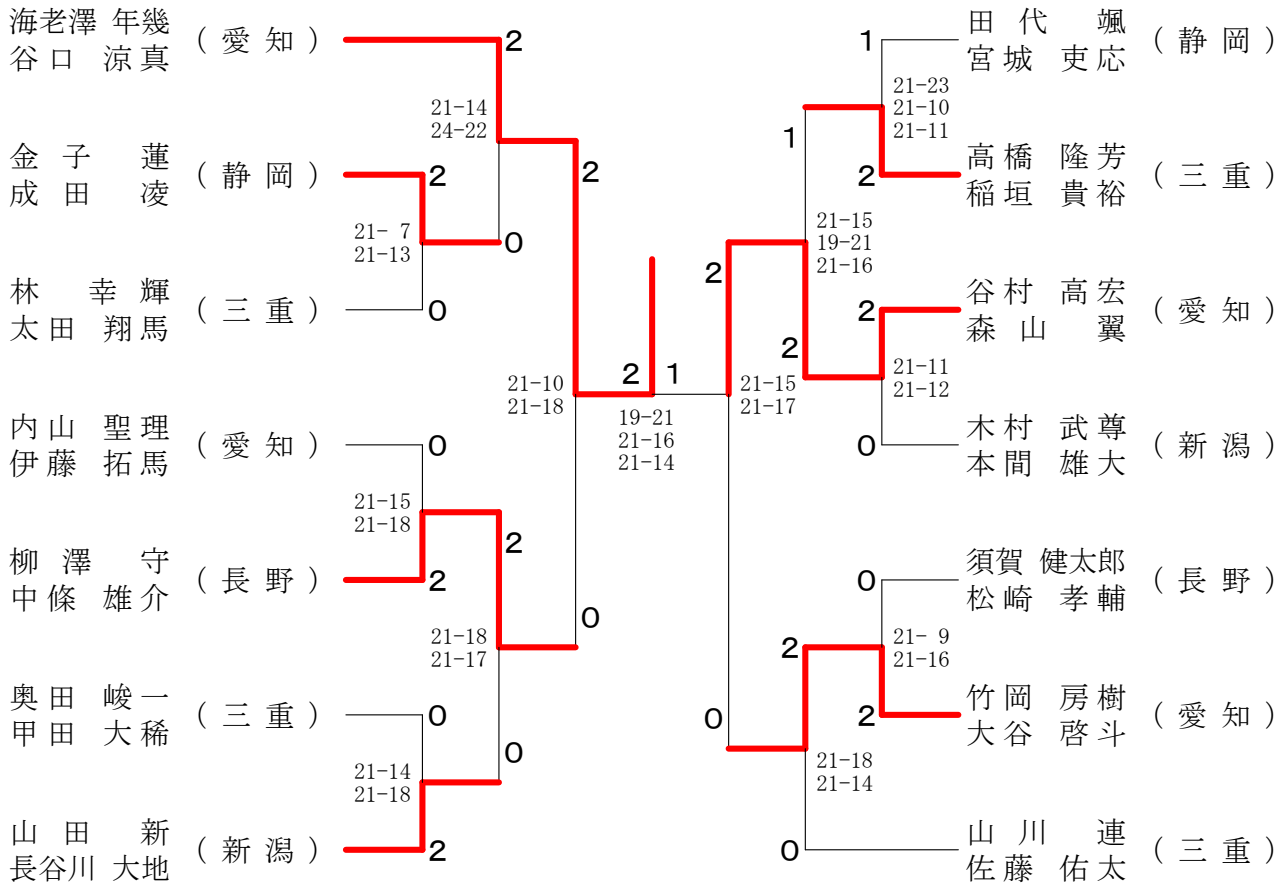 海老澤 年幾
谷口 涼真
(愛知)
2
21-14
24-22
金子 蓮
成田 凌
(静岡)
2
2
21- 7
21-13
0
林 幸輝
太田 翔馬
(三重)
0
21-10
21-18
内山 聖理
伊藤 拓馬
(愛知)
0
21-15
21-18
2
柳澤 守
中條 雄介
(長野)
2
0
21-18
21-17
奥田 峻一
甲田 大稀
(三重)
0
0
21-14
21-18
山田 新
長谷川 大地
(新潟)
2
2
1
19-21
21-16
21-14
1
田代 颯
宮城 吏応
(静岡)
21-23
21-10
21-11
1
2
高橋 隆芳
稲垣 貴裕
(三重)
21-15
19-21
21-16
2
2
谷村 高宏
森山 翼
(愛知)
2
21-11
21-12
21-15
21-17
0
木村 武尊
本間 雄大
(新潟)
0
須賀 健太郎
松崎 孝輔
(長野)
2
21- 9
21-16
0
2
竹岡 房樹
大谷 啓斗
(愛知)
21-18
21-14
0
山川 連
佐藤 佑太
(三重)